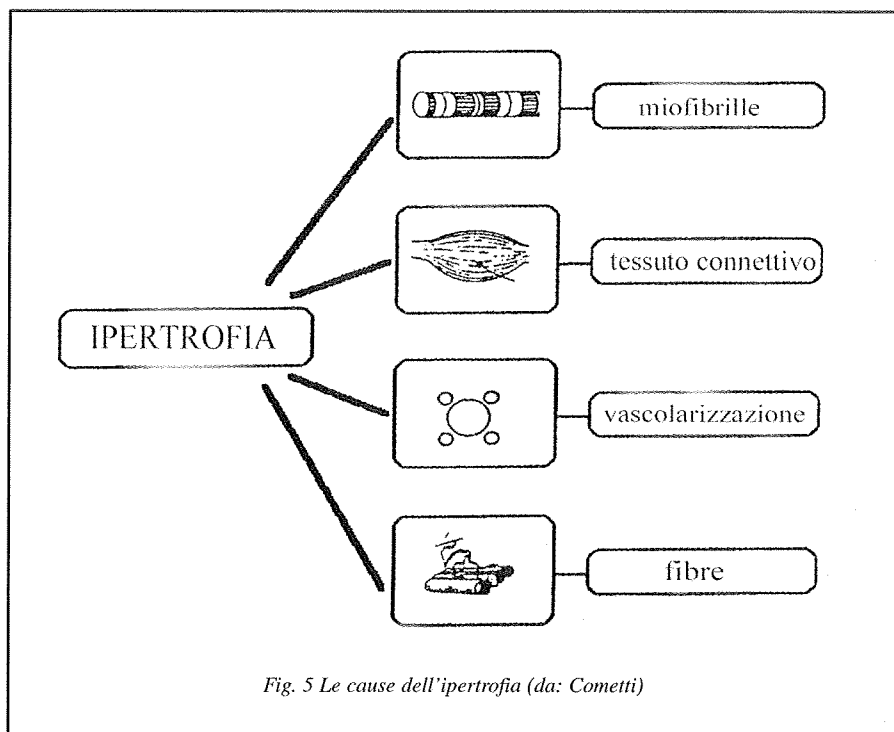 miofibrille
tessuto connettivo
IPERTROFIA
vascolarizzazione
fibre
Fig. 5 Le cause dell'ipertrofia (da: Cometti)